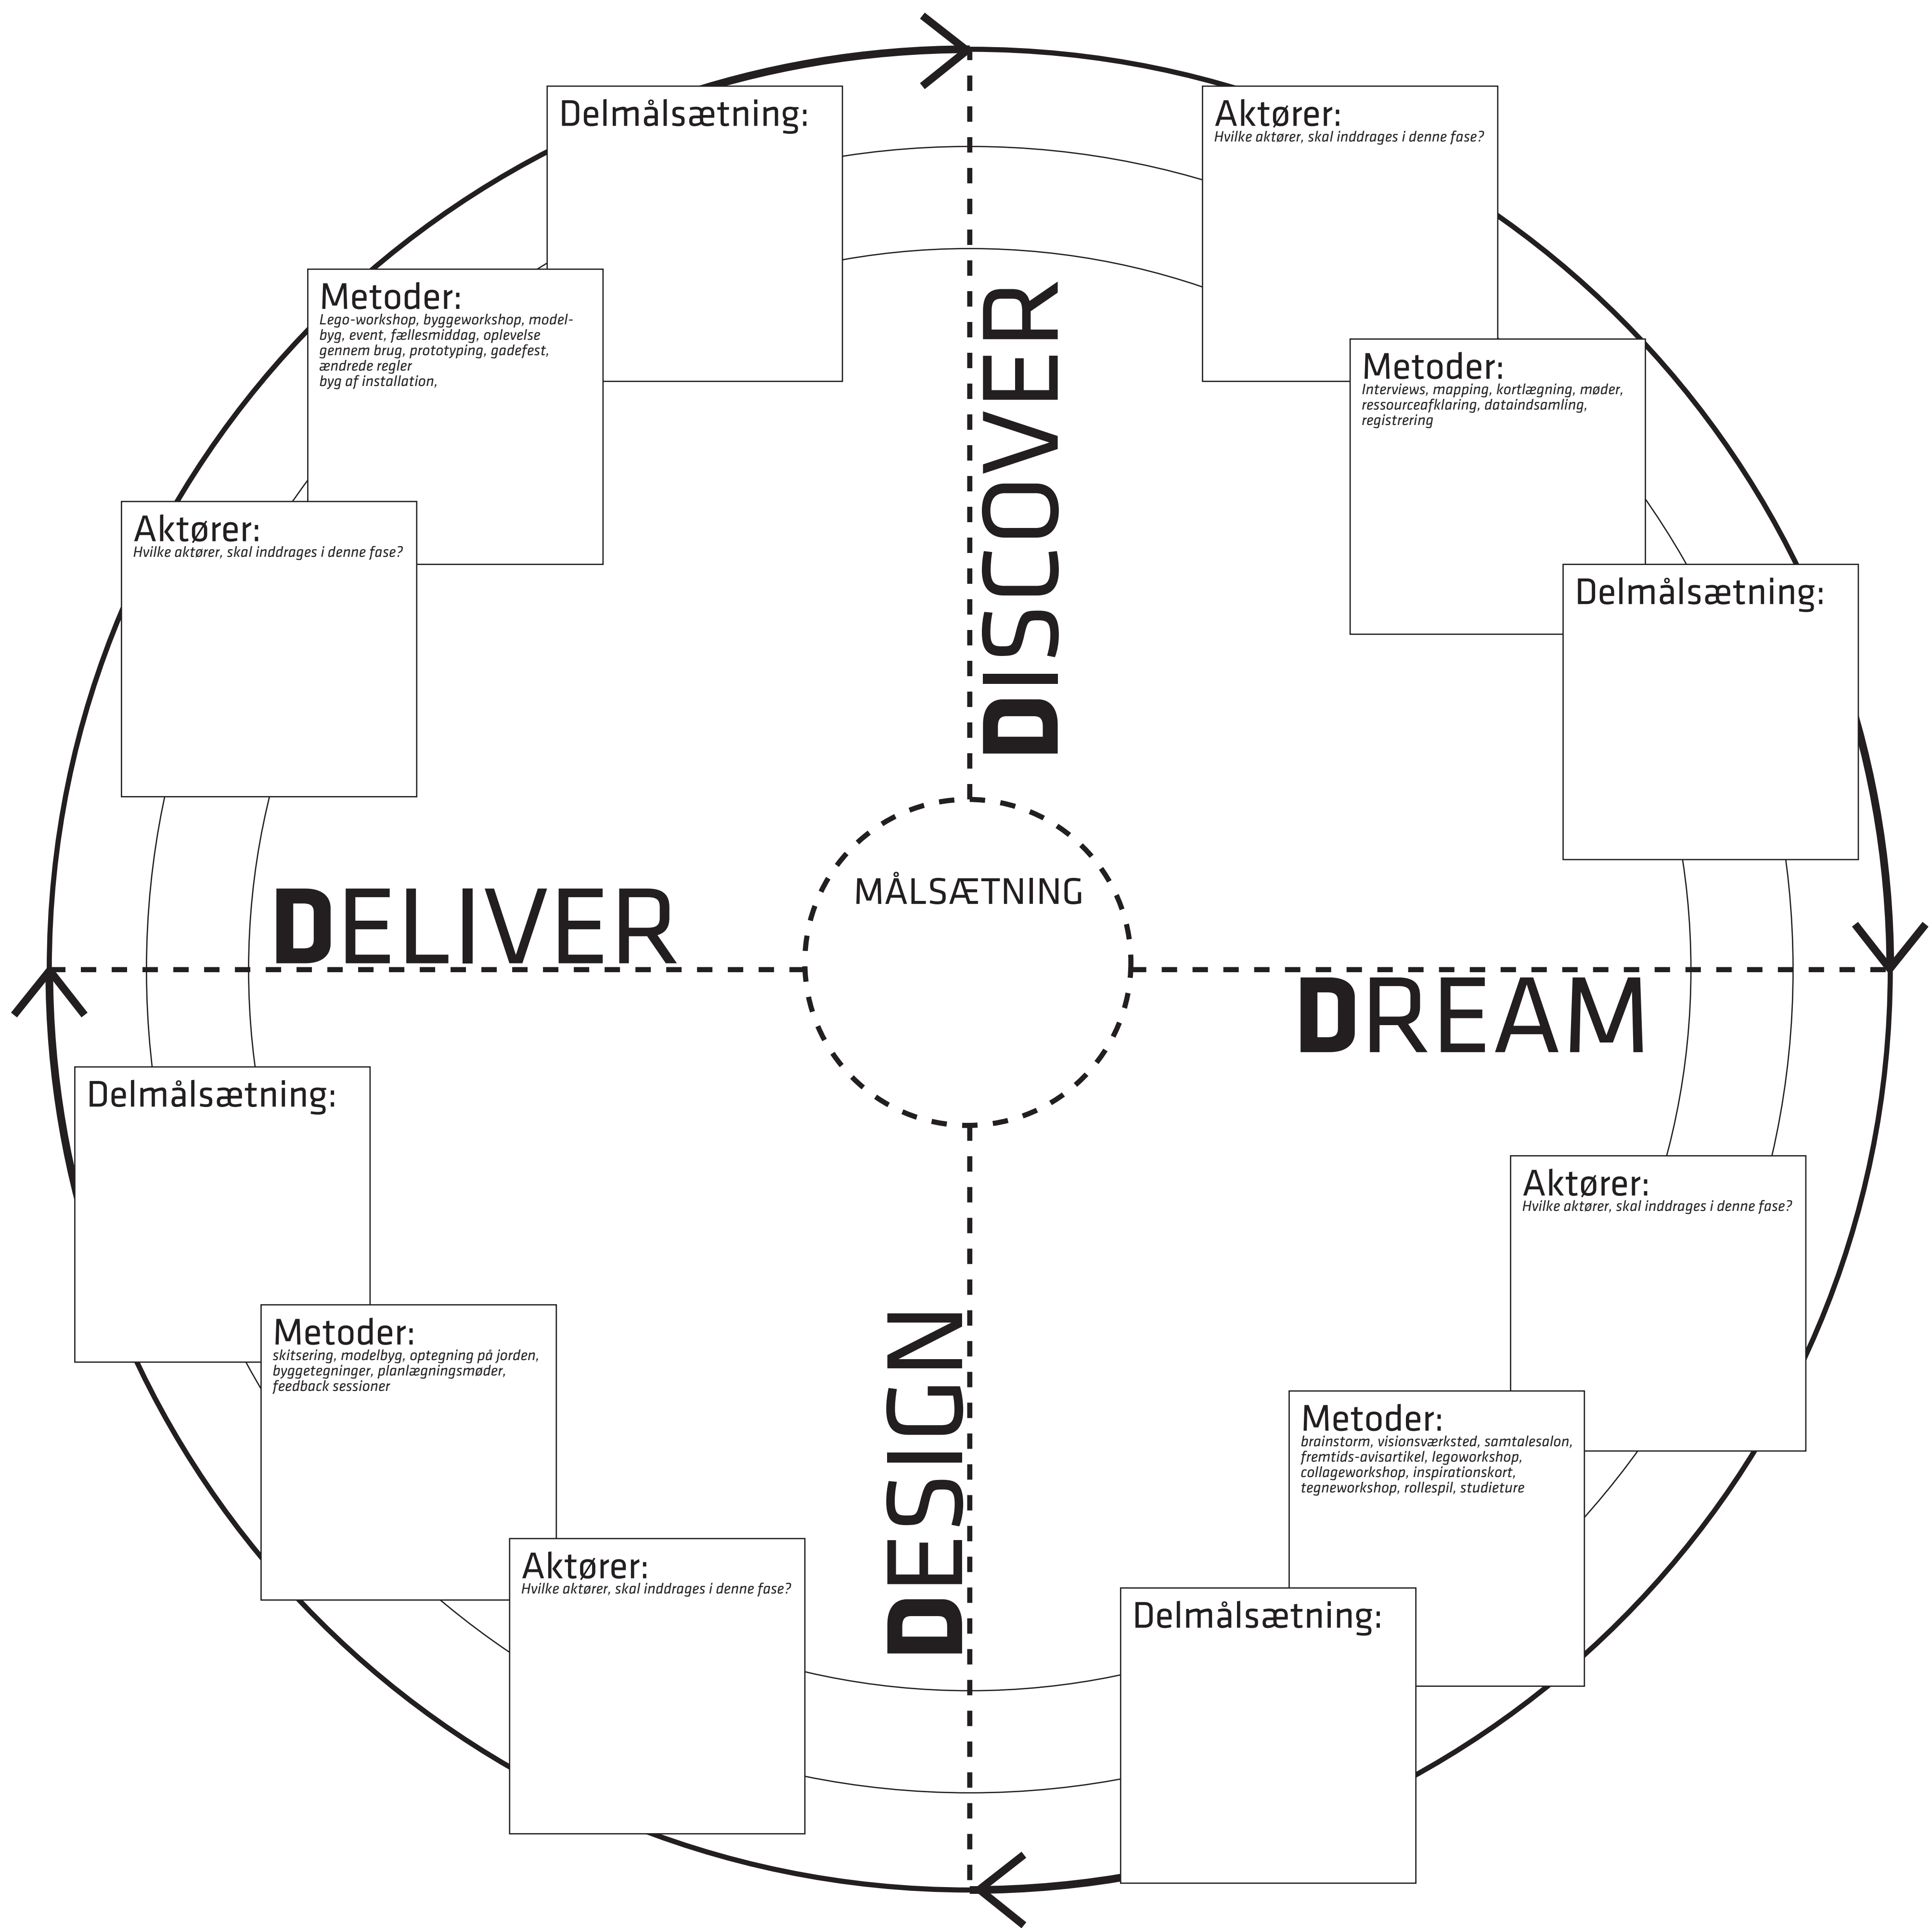 Aktører:
Hvilke aktører, skal inddrages i denne fase?
Metoder:
Interviews, mapping, kortlægning, møder,
ressourceafklaring, dataindsamling,
registrering
Delmålsætning:
DISCOVER
DREAM
Aktører:
Hvilke aktører, skal inddrages i denne fase?
Metoder:
brainstorm, visionsværksted, samtalesalon,
fremtids-avisartikel, legoworkshop,
collageworkshop, inspirationskort,
tegneworkshop, rollespil, studieture
Delmålsætning:
DESIGN
Aktører:
Hvilke aktører, skal inddrages i denne fase?
Metoder:
skitsering, modelbyg, optegning på jorden,
byggetegninger, planlægningsmøder,
feedback sessioner
Delmålsætning:
DELIVER
Aktører:
Hvilke aktører, skal inddrages i denne fase?
Metoder:
Lego-workshop, byggeworkshop, model-
byg, event, fællesmiddag, oplevelse
gennem brug, prototyping, gadefest,
ændrede regler
byg af installation,
Delmålsætning:
MÅLSÆTNING